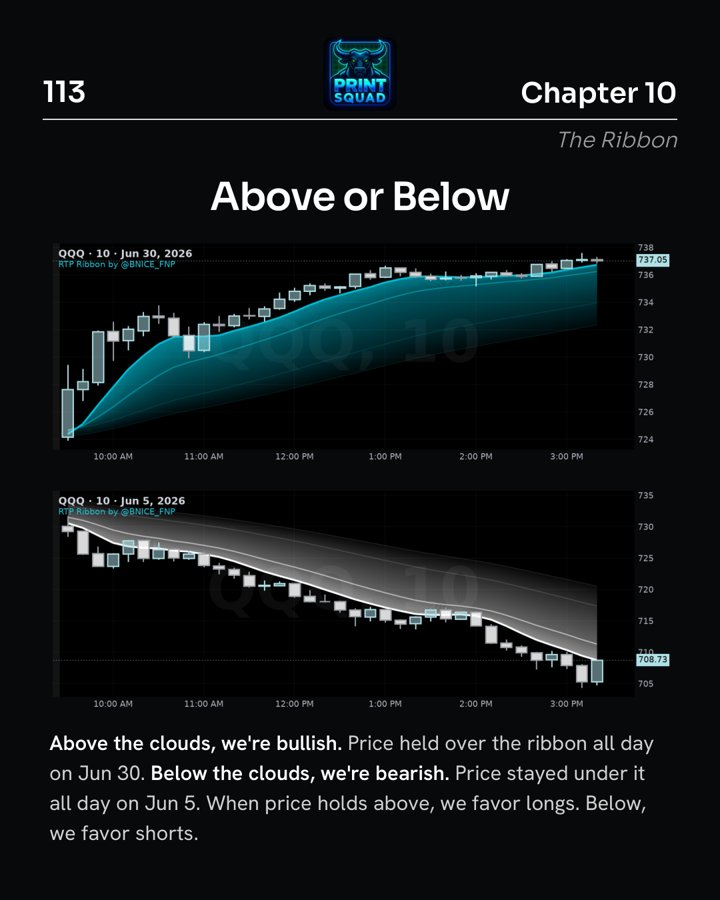 113
PRINT
SQUAD
Chapter 10
The Ribbon
Above or Below
QQQ · 10 · Jun 30, 2026
RTP Ribbon by @BNICE_FNP
QQQ, 10
738
737.05
736
734
732
730
728
726
724
10:00 AM 11:00 AM 12:00 PM 1:00 PM 2:00 PM 3:00 PM
QQQ · 10 · Jun 5, 2026
RTP Ribbon by @BNICE_FNP
QQQ, 10
735
730
725
720
715
710
708.73
705
10:00 AM 11:00 AM 12:00 PM 1:00 PM 2:00 PM 3:00 PM
Above the clouds, we're bullish. Price held over the ribbon all day
on Jun 30. Below the clouds, we're bearish. Price stayed under it
all day on Jun 5. When price holds above, we favor longs. Below,
we favor shorts.